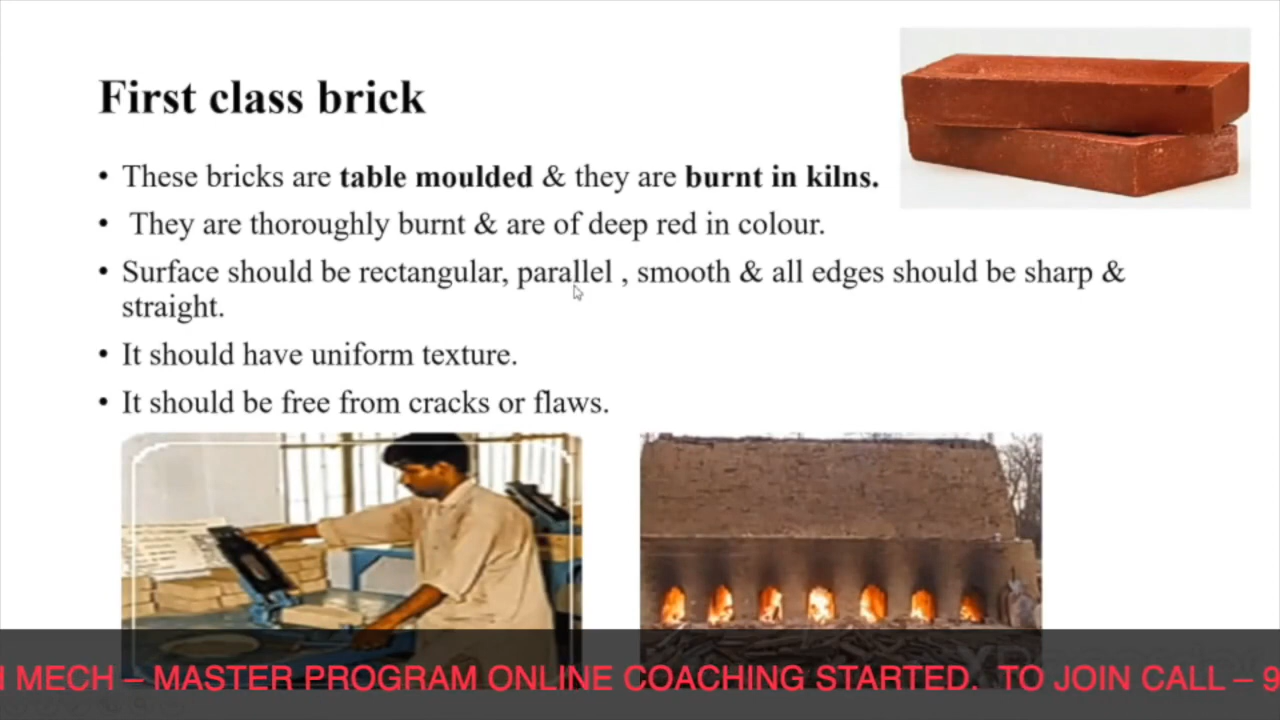 First class brick
• These bricks are table moulded & they are burnt in kilns.
• They are thoroughly burnt & are of deep red in colour.
• Surface should be rectangular, parallel , smooth & all edges should be sharp &
straight.
• It should have uniform texture.
• It should be free from cracks or flaws.
MECH – MASTER PROGRAM ONLINE COACHING STARTED. TO JOIN CALL – 9